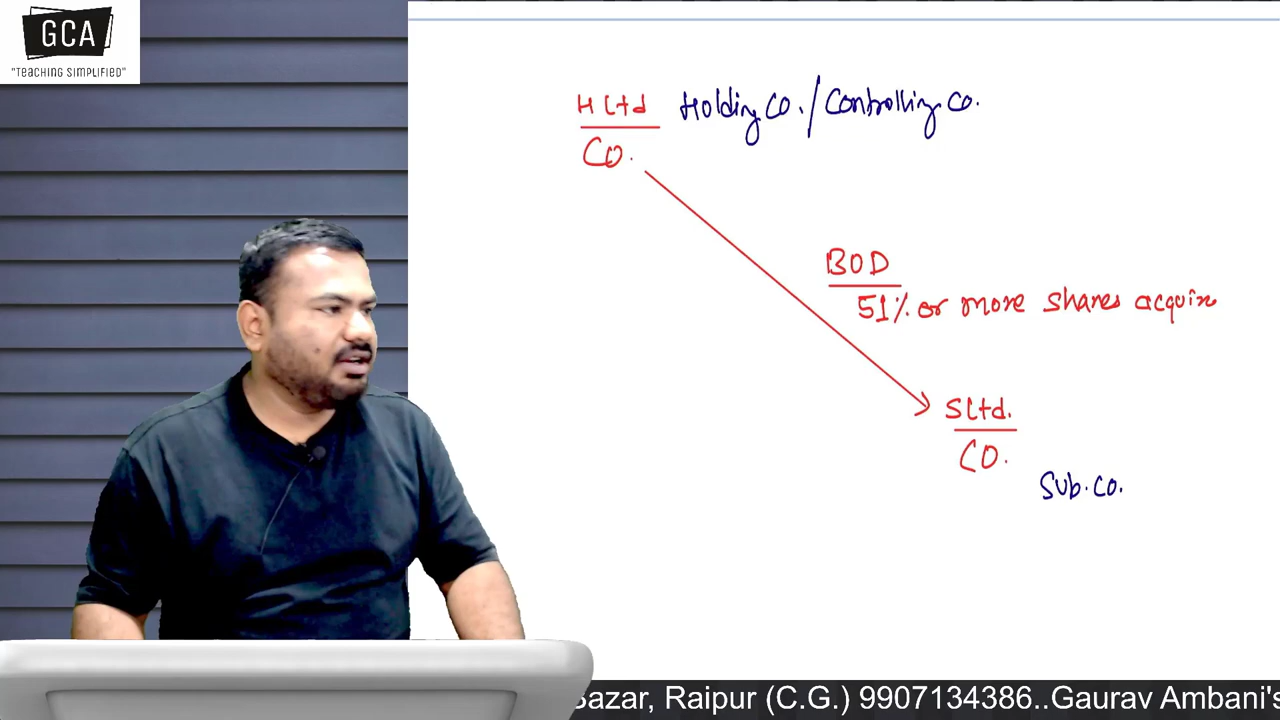 GCA
"TEACHING SIMPLIFIED"
H Ltd Holding Co. / Controlling Co.
Co.
BOD
51% or more shares acquire
S Ltd.
CO.
Sub. Co.
Bazar, Raipur (C.G.) 9907134386..Gaurav Ambani's